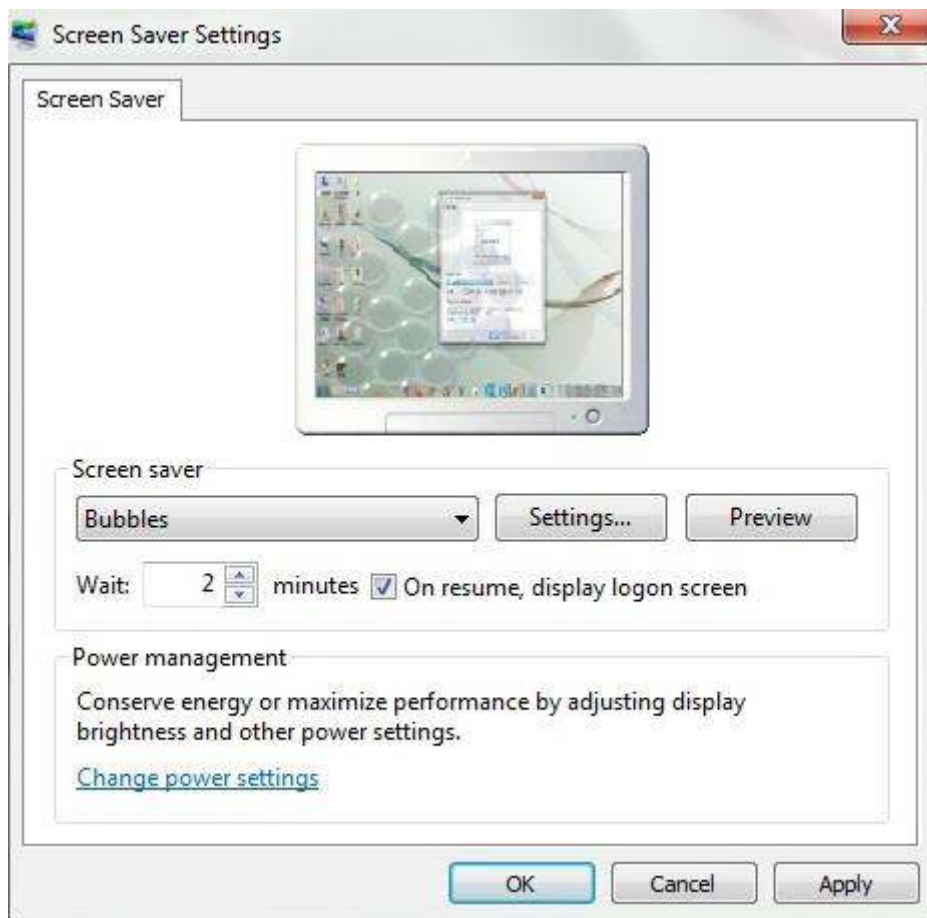 Screen Saver Settings
Screen Saver
Screen saver
Bubbles Settings... Preview
Wait: 2 minutes On resume, display logon screen
Power management
Conserve energy or maximize performance by adjusting display
brightness and other power settings.
Change power settings
OK Cancel Apply